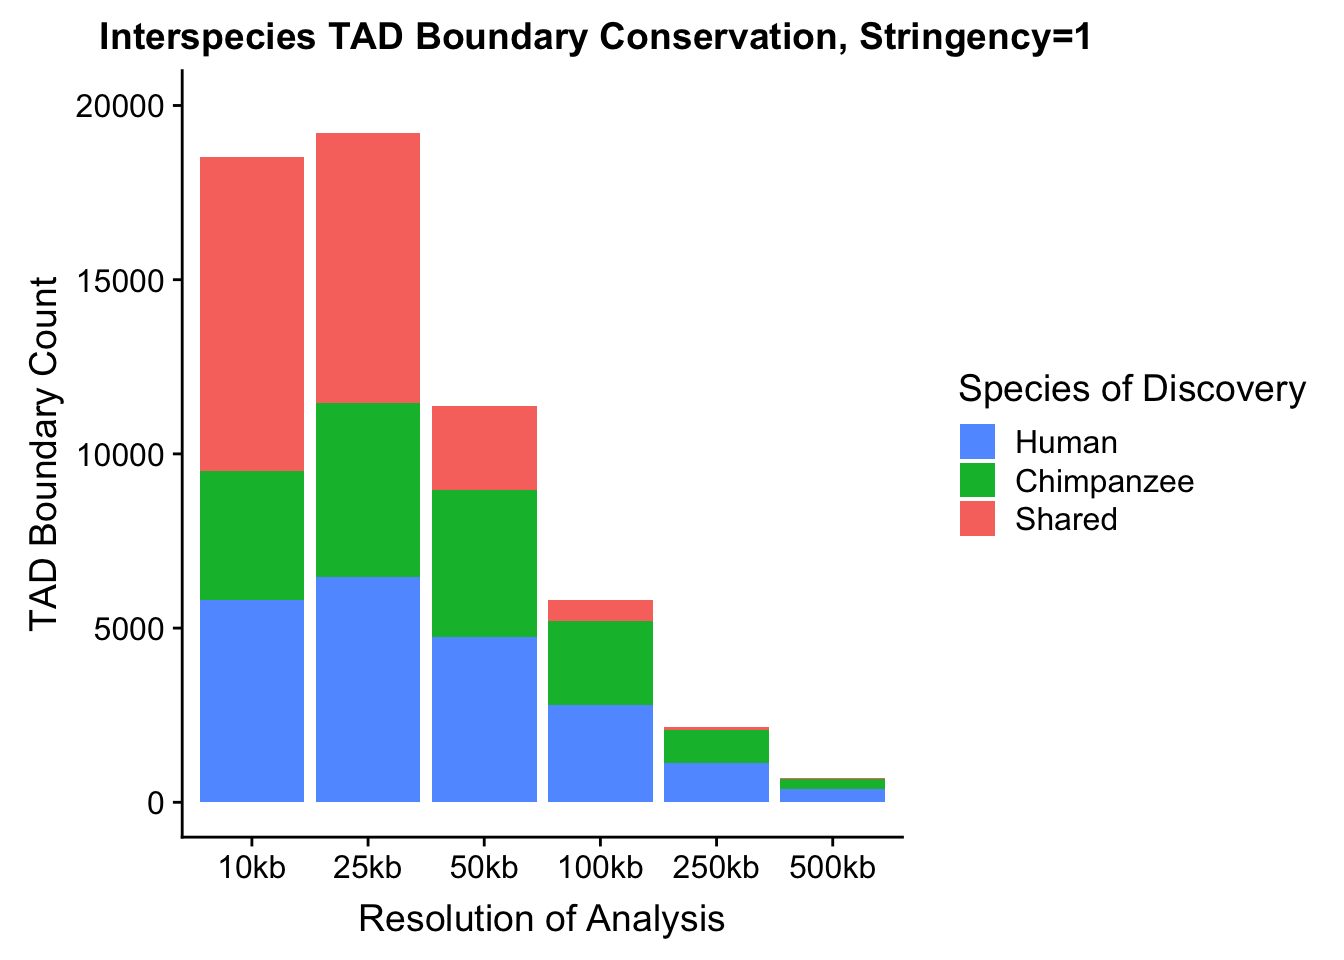 Interspecies TAD Boundary Conservation, Stringency=1
TAD Boundary Count
20000
15000
10000
5000
0
10kb 25kb 50kb 100kb 250kb 500kb
Resolution of Analysis
Species of Discovery
Human
Chimpanzee
Shared